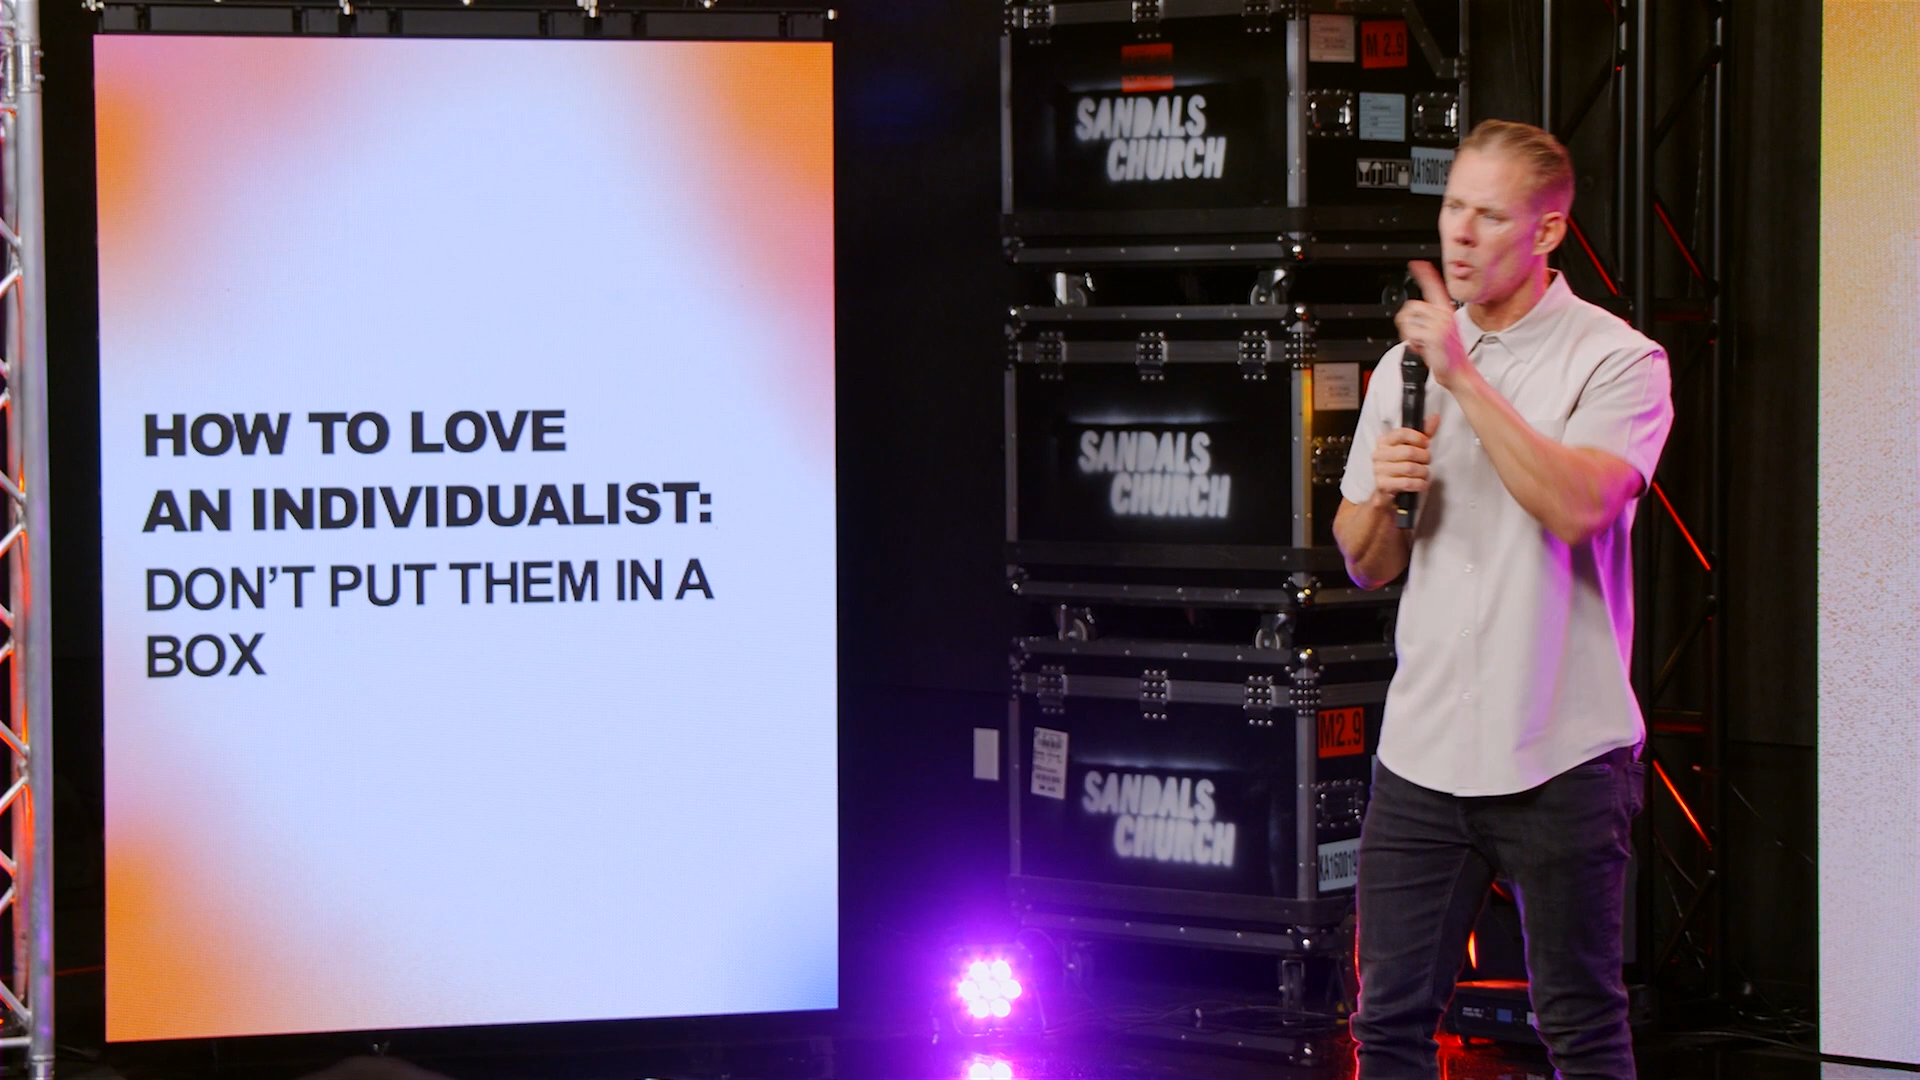 HOW TO LOVE
AN INDIVIDUALIST:
DON'T PUT THEM IN A
BOX
SANDALS
CHURCH
M 2.9
SANDALS
CHURCH
SANDALS
CHURCH
M2.9